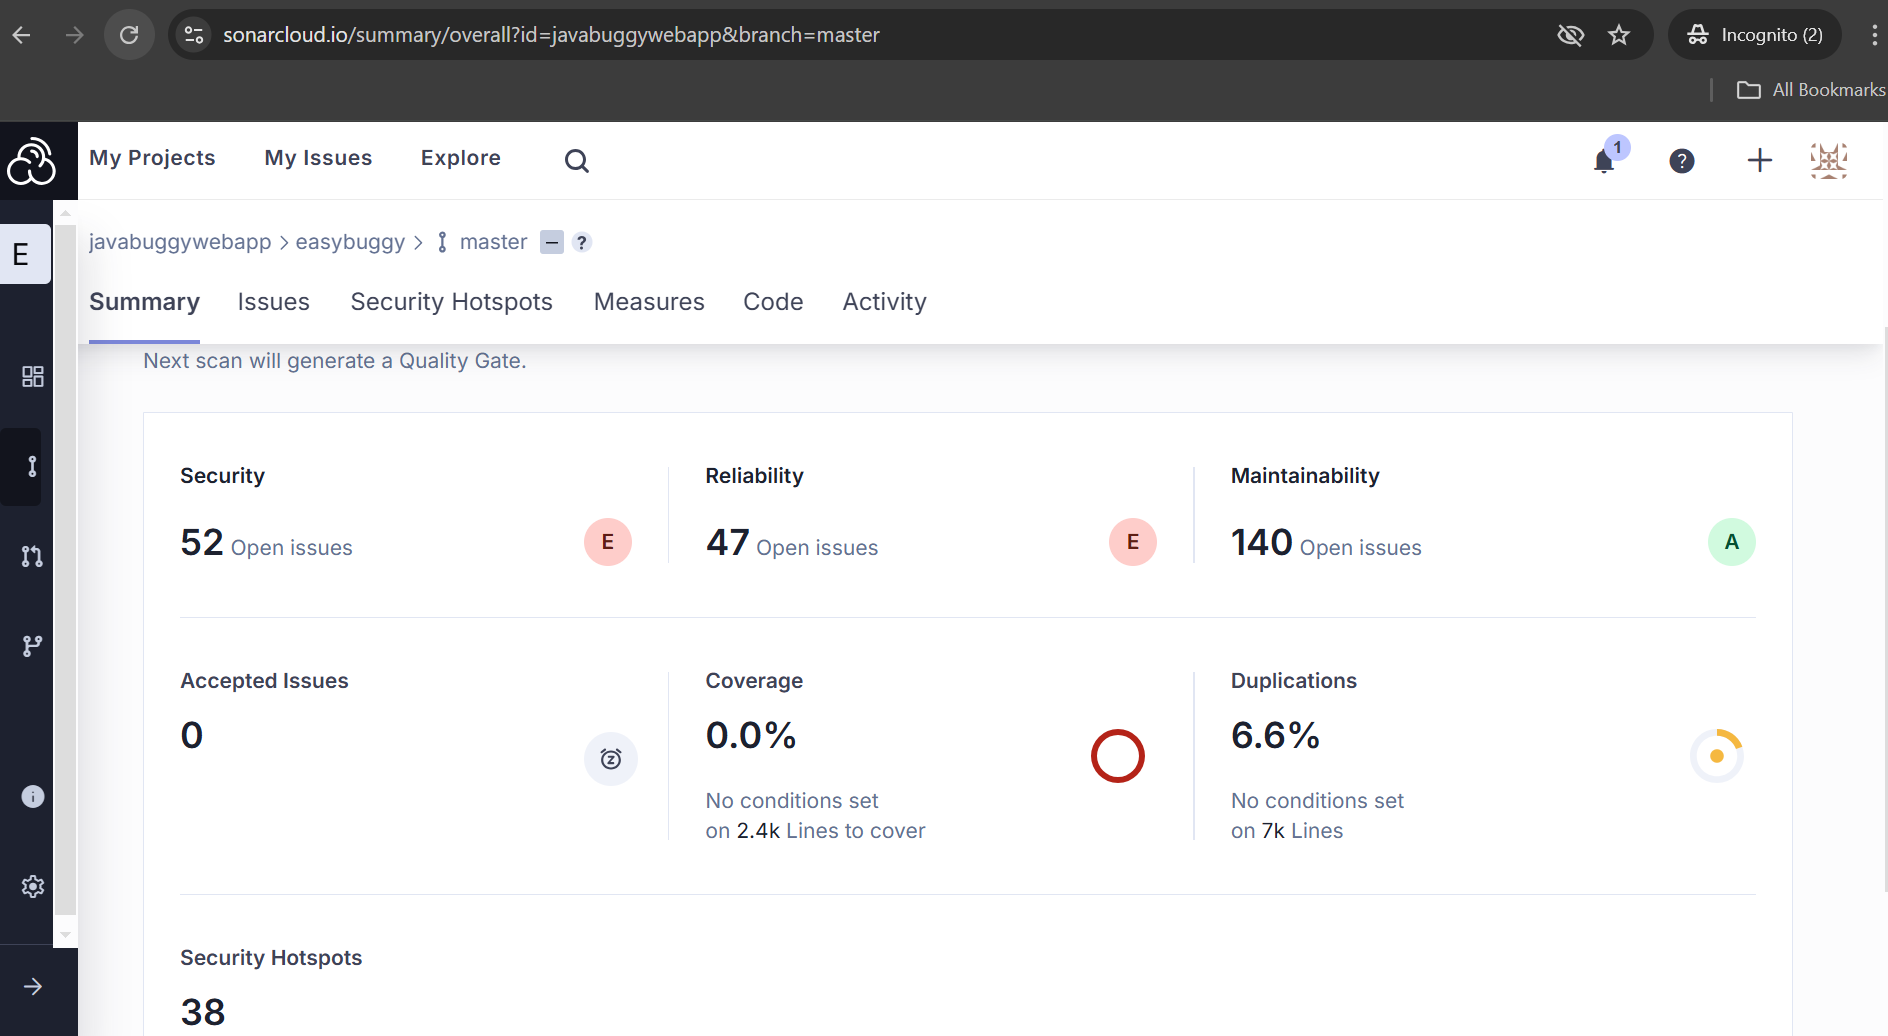 sonarcloud.io/summary/overall?id=javabuggywebapp&branch=master
Incognito (2)
All Bookmarks
My Projects My Issues Explore
1
?
javabuggywebapp > easybuggy > master ?
E
Summary Issues Security Hotspots Measures Code Activity
Next scan will generate a Quality Gate.
Security Reliability Maintainability
52 Open issues E 47 Open issues E 140 Open issues A
Accepted Issues Coverage Duplications
0 0.0% 6.6%
No conditions set No conditions set
on 2.4k Lines to cover on 7k Lines
Security Hotspots
38